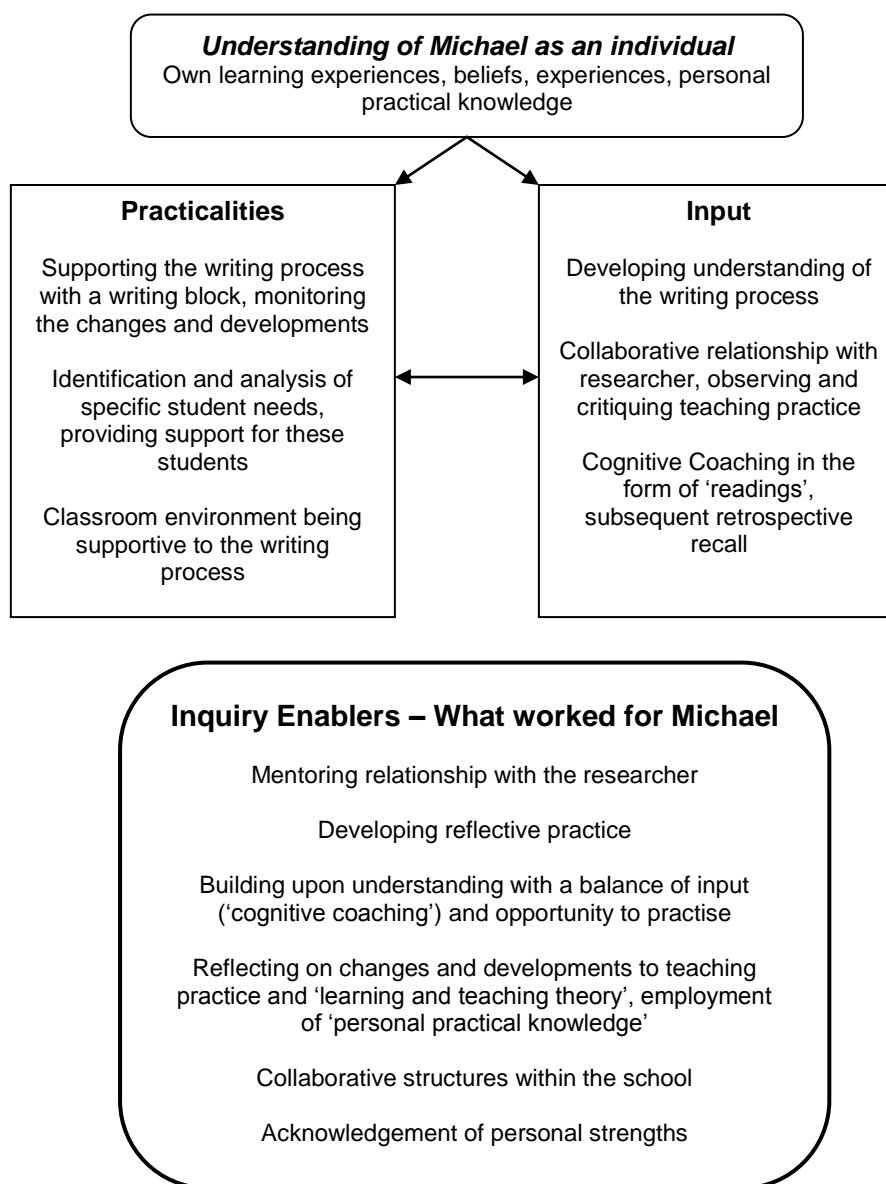 Understanding of Michael as an individual
Own learning experiences, beliefs, experiences, personal
practical knowledge
Practicalities
Supporting the writing process
with a writing block, monitoring
the changes and developments
Identification and analysis of
specific student needs,
providing support for these
students
Classroom environment being
supportive to the writing
process
Input
Developing understanding of
the writing process
Collaborative relationship with
researcher, observing and
critiquing teaching practice
Cognitive Coaching in the
form of ‘readings’,
subsequent retrospective
recall
Inquiry Enablers – What worked for Michael
Mentoring relationship with the researcher
Developing reflective practice
Building upon understanding with a balance of input
(‘cognitive coaching’) and opportunity to practise
Reflecting on changes and developments to teaching
practice and ‘learning and teaching theory’, employment
of ‘personal practical knowledge’
Collaborative structures within the school
Acknowledgement of personal strengths